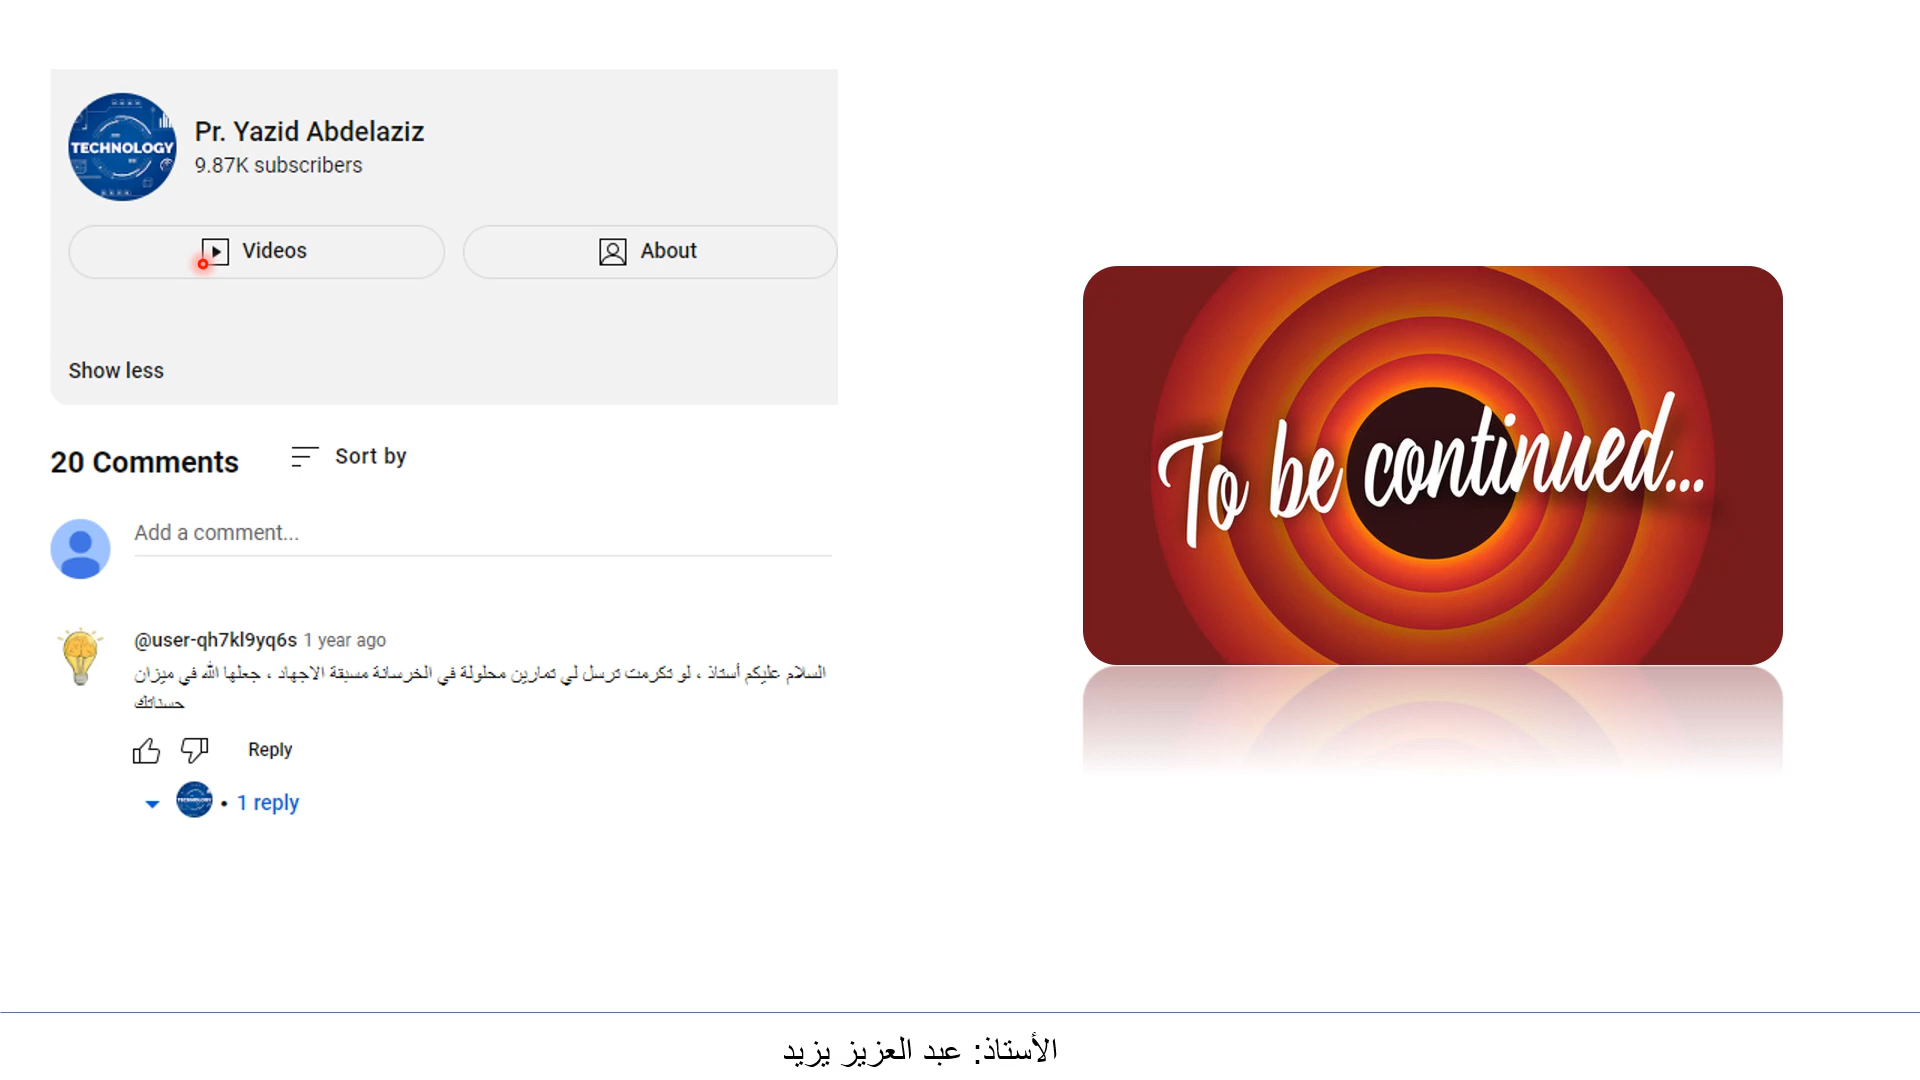 TECHNOLOGY
Pr. Yazid Abdelaziz
9.87K subscribers
Videos
About
Show less
20 Comments
Sort by
Add a comment...
@user-qh7kl9yq6s 1 year ago
السلام عليكم أستاذ ، لو تكرمت ترسل لي تمارين محلولة في الخرسانة مسبقة الاجهاد ، جعلها الله في ميزان
حسناتك
Reply
TECHNOLOGY
• 1 reply
To be continued...
الأستاذ: عبد العزيز يزيد